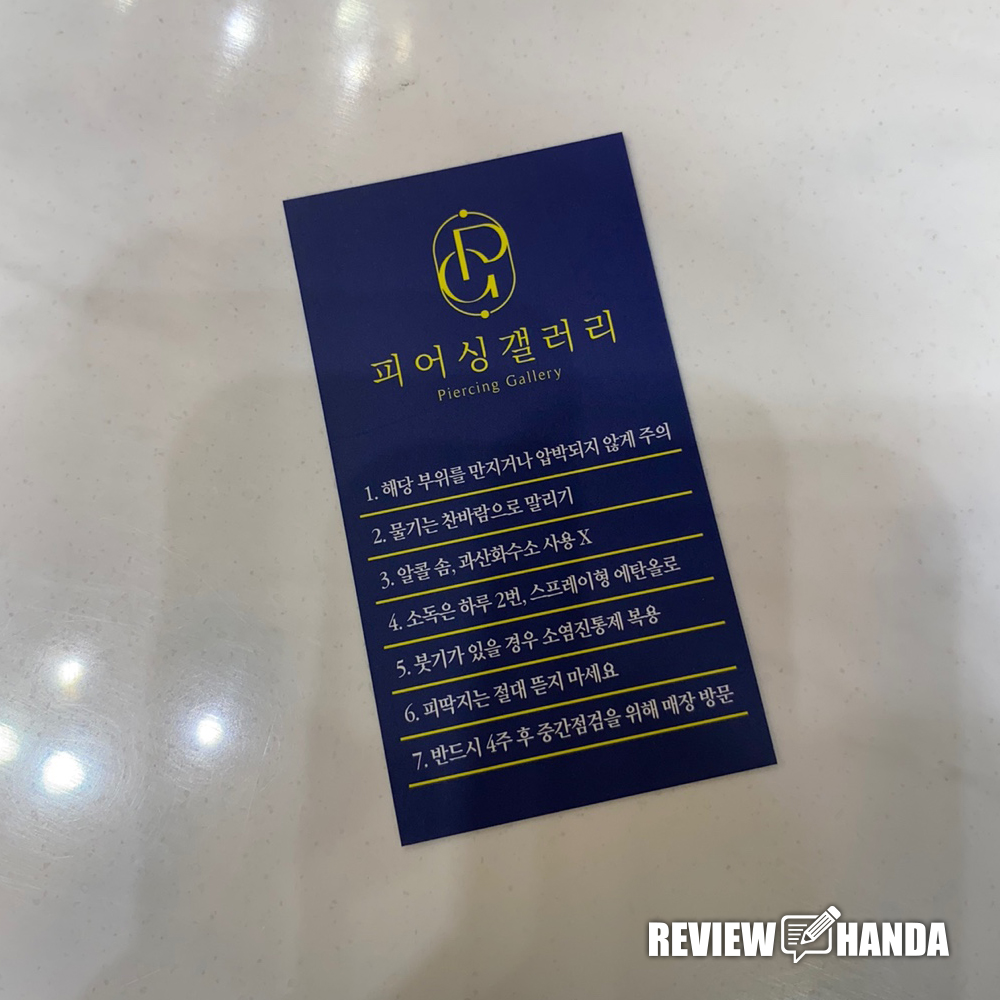 PG
피어싱갤러리
Piercing Gallery
1. 해당 부위를 만지거나 압박되지 않게 주의
2. 물기는 찬바람으로 말리기
3. 알콜 솜, 과산화수소 사용 X
4. 소독은 하루 2번, 스프레이형 에탄올로
5. 붓기가 있을 경우 소염진통제 복용
6. 피딱지는 절대 뜯지 마세요
7. 반드시 4주 후 중간점검을 위해 매장 방문
REVIEW HANDA